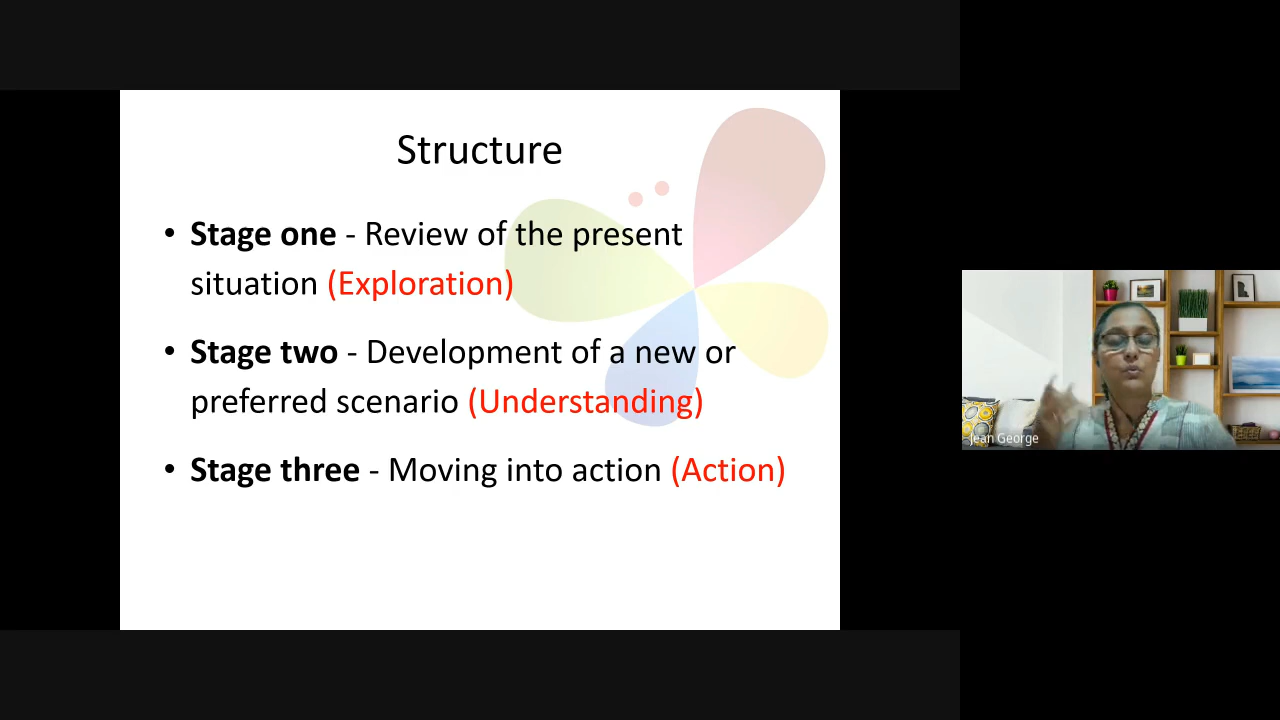 Structure
• Stage one - Review of the present
situation (Exploration)
• Stage two - Development of a new or
preferred scenario (Understanding)
• Stage three - Moving into action (Action)
Jean George